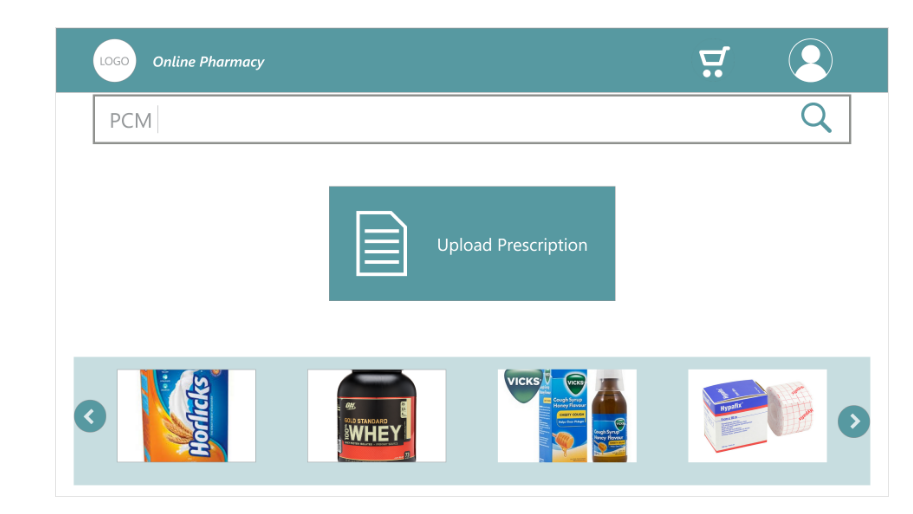 LOGO
Online Pharmacy
PCM
Upload Prescription
Horlicks
GOLD STANDARD
100% WHEY
VICKS
VICKS
Cough Syrup
Honey Flavour
VICKS
Cough Syrup
Honey Flavour
Hypafix